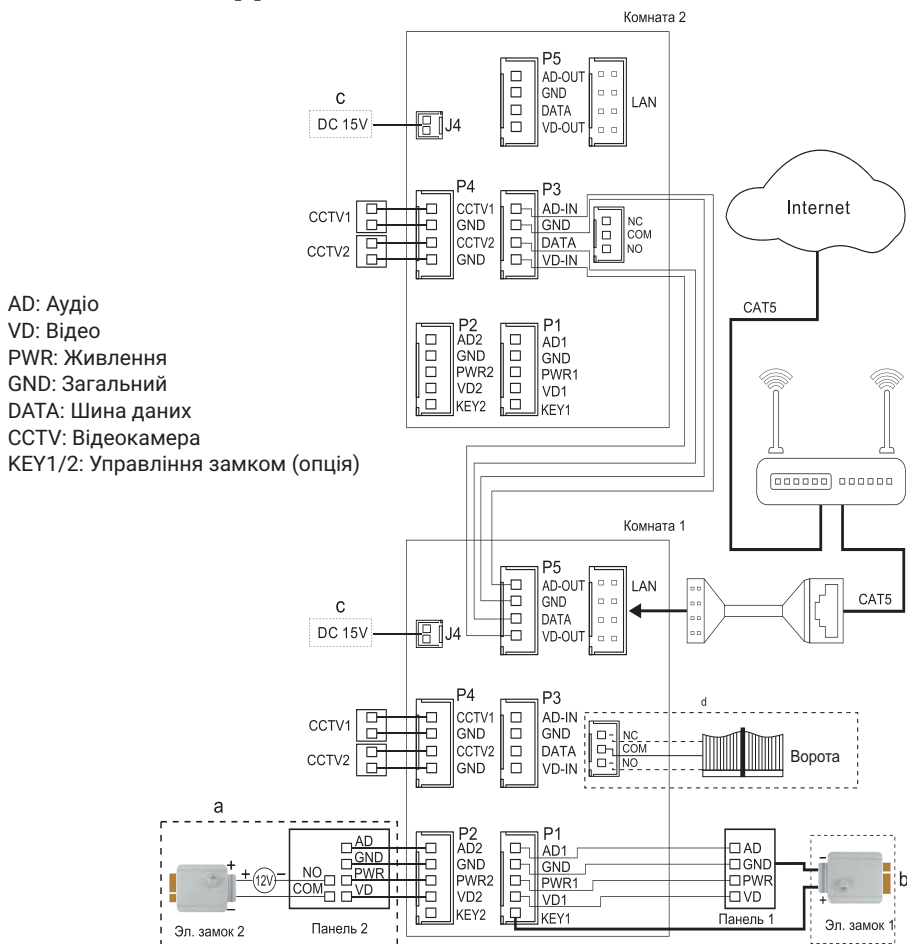 Комната 2
P5
AD-OUT
GND
DATA
VD-OUT
LAN
c
DC 15V
J4
P4
CCTV1
GND
CCTV2
GND
CCTV1
CCTV2
P3
AD-IN
GND
DATA
VD-IN
NC
COM
NO
Internet
CAT5
AD: Аудіо
VD: Відео
PWR: Живлення
GND: Загальний
DATA: Шина даних
CCTV: Відеокамера
KEY1/2: Управління замком (опція)
P2
AD2
GND
PWR2
VD2
KEY2
P1
AD1
GND
PWR1
VD1
KEY1
Комната 1
P5
AD-OUT
GND
DATA
VD-OUT
LAN
CAT5
c
DC 15V
J4
P4
CCTV1
GND
CCTV2
GND
CCTV1
CCTV2
P3
AD-IN
GND
DATA
VD-IN
d
NC
COM
NO
Ворота
a
+
–
+
12V
–
NO
COM
AD
GND
PWR
VD
Эл. замок 2
Панель 2
P2
AD2
GND
PWR2
VD2
KEY2
P1
AD1
GND
PWR1
VD1
KEY1
AD
GND
PWR
VD
Панель 1
–
+
b
Эл. замок 1